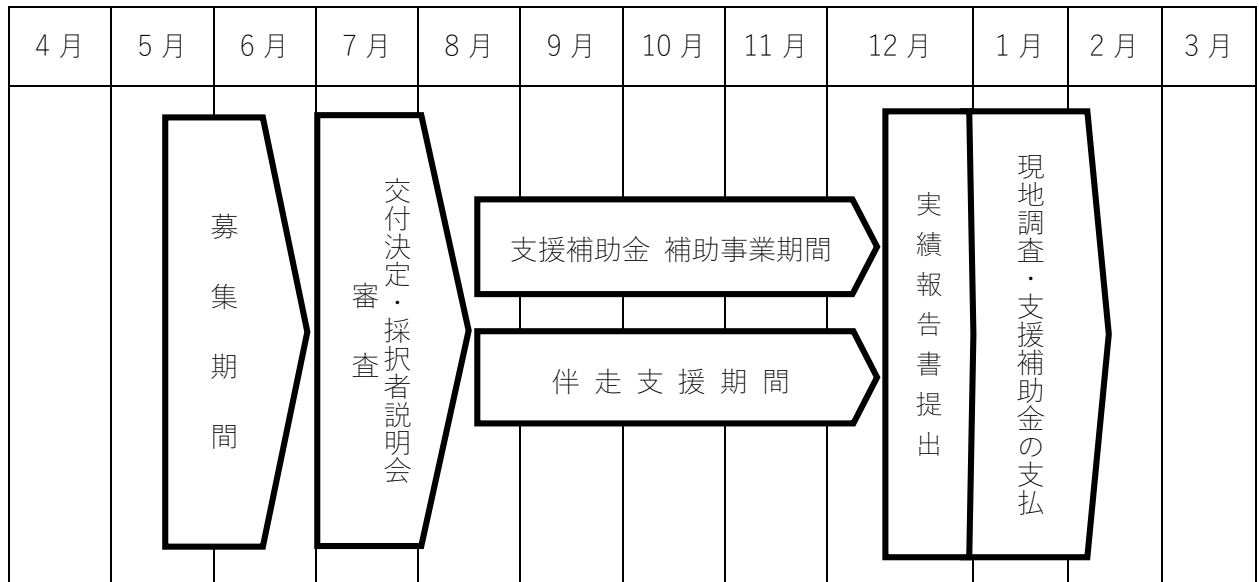 4月
5月
6月
7月
8月
9月
10月
11月
12月
1月
2月
3月
募集期間
交付決定・採択者説明会
審査
支援補助金 補助事業期間
伴走支援期間
実績報告書提出
現地調査・支援補助金の支払